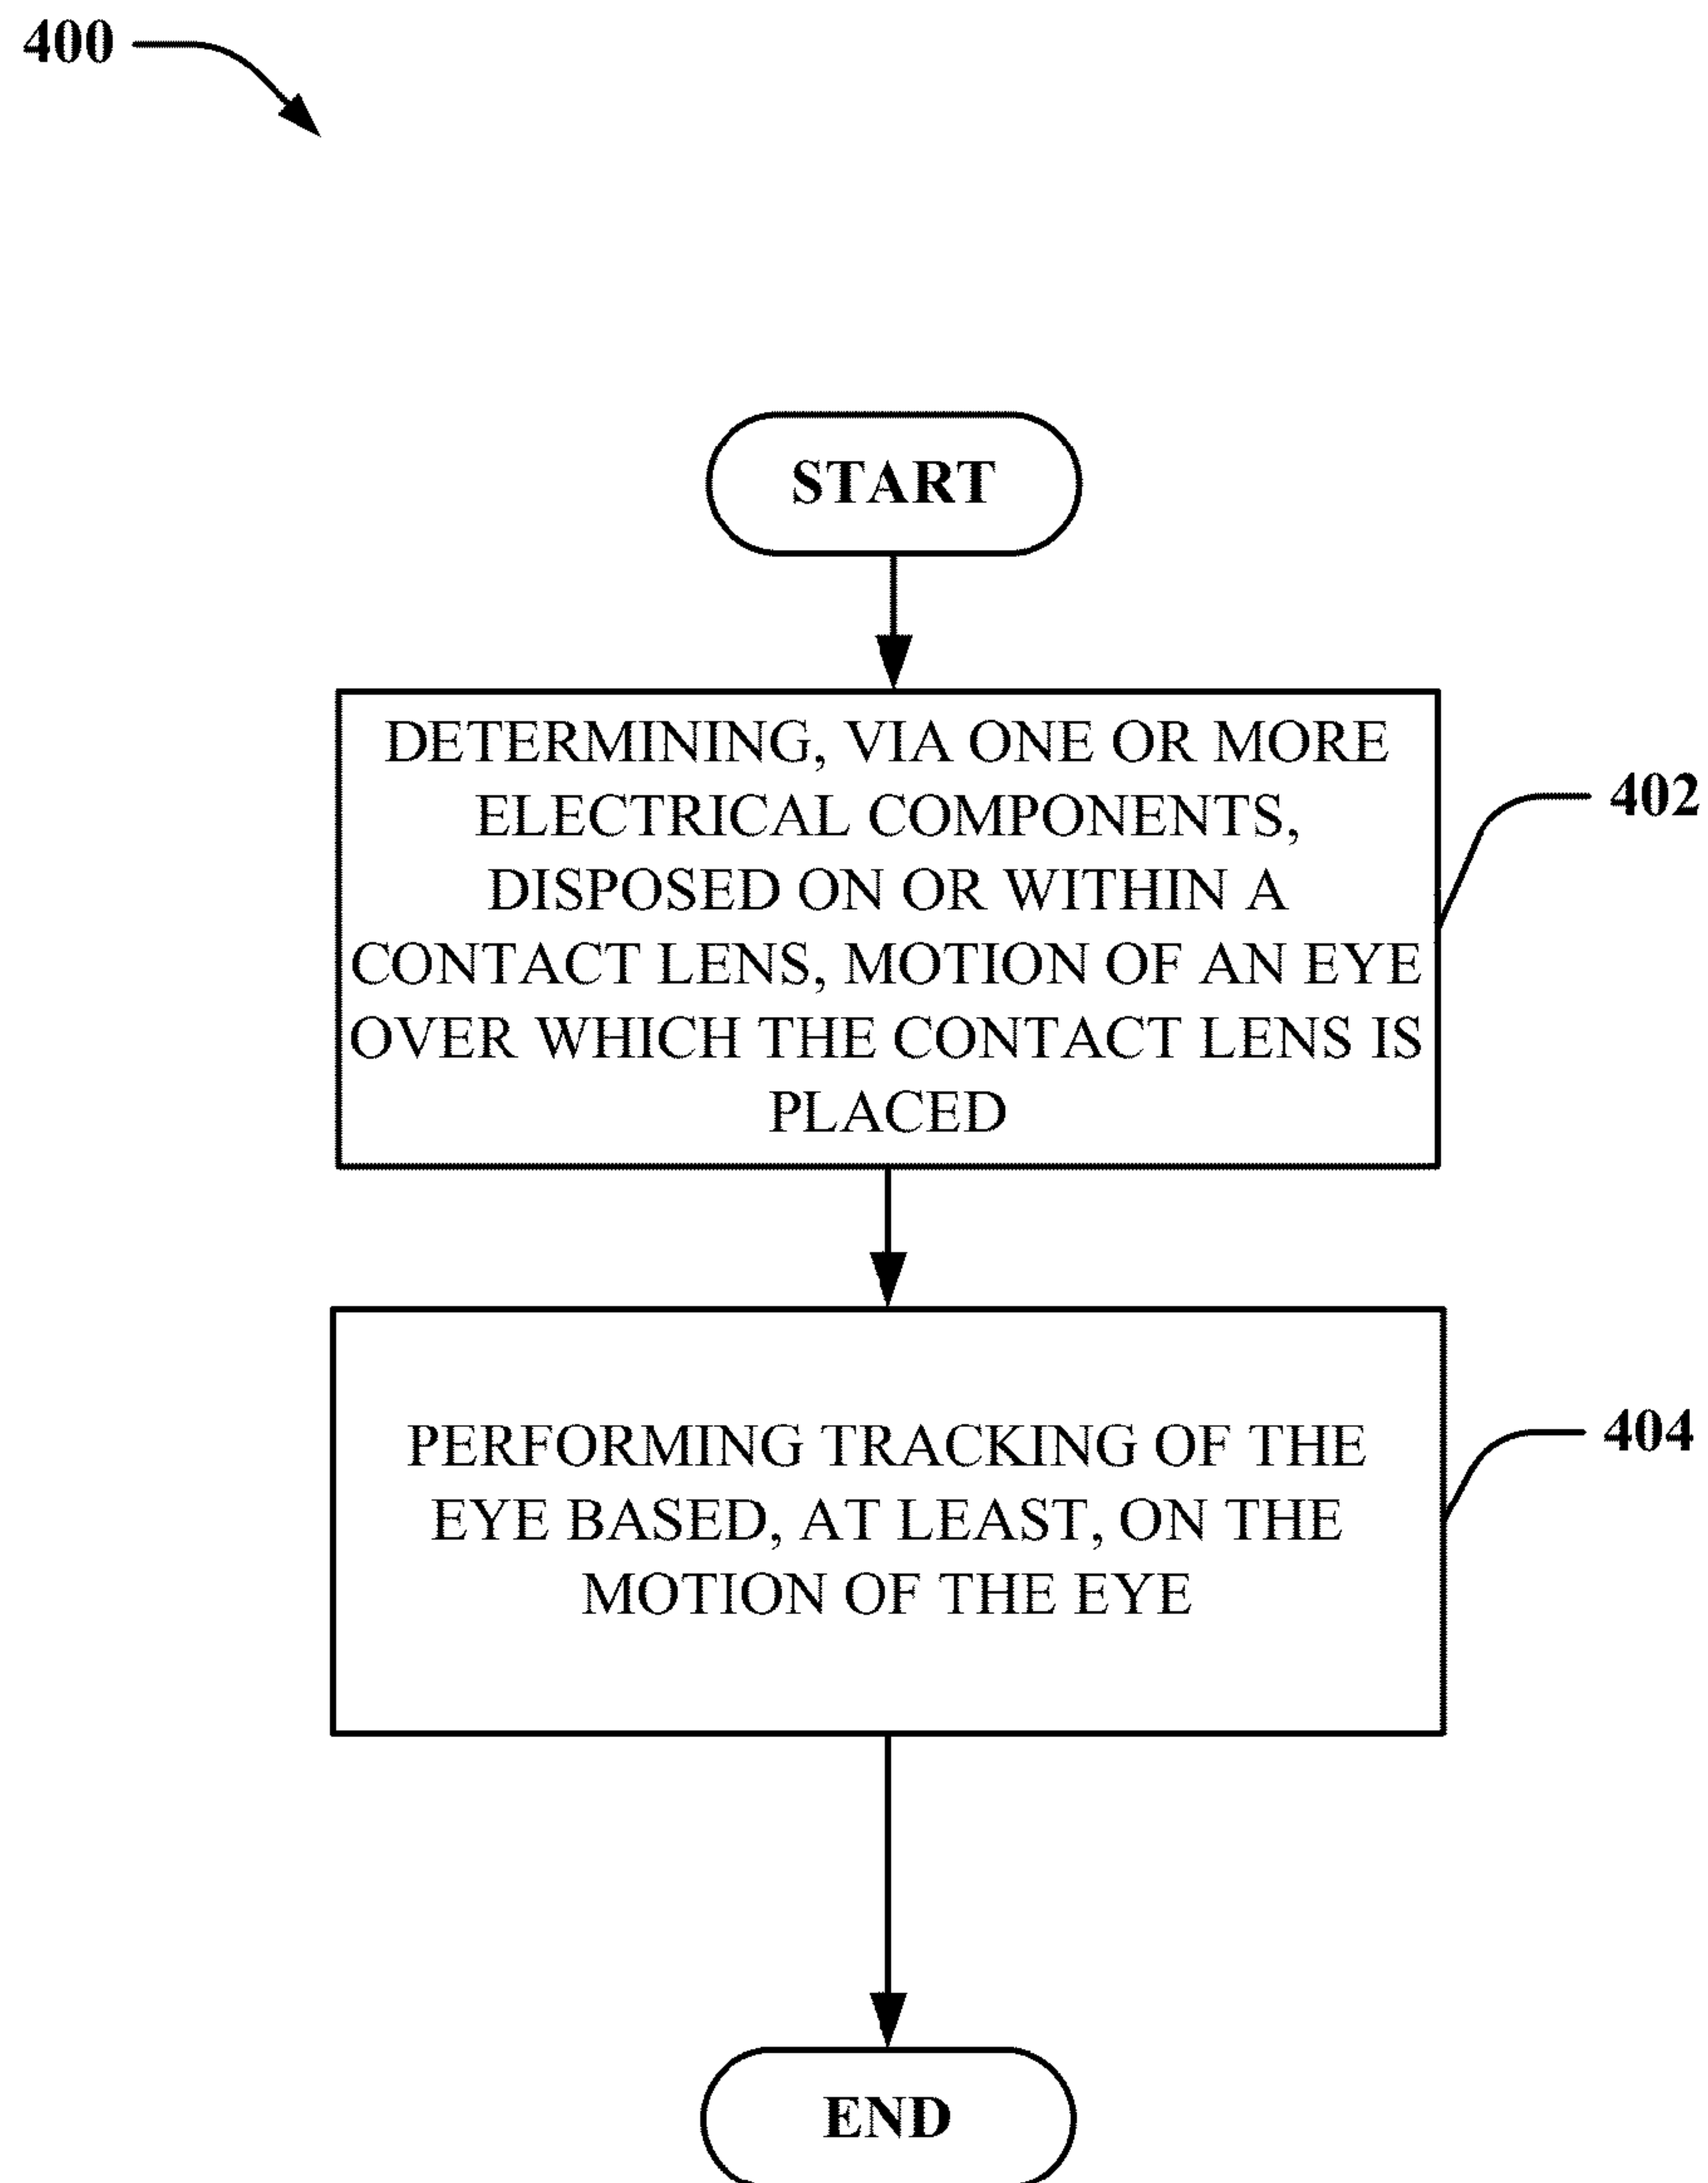 400
START
DETERMINING, VIA ONE OR MORE
ELECTRICAL COMPONENTS,
DISPOSED ON OR WITHIN A
CONTACT LENS, MOTION OF AN EYE
OVER WHICH THE CONTACT LENS IS
PLACED
402
PERFORMING TRACKING OF THE
EYE BASED, AT LEAST, ON THE
MOTION OF THE EYE
404
END